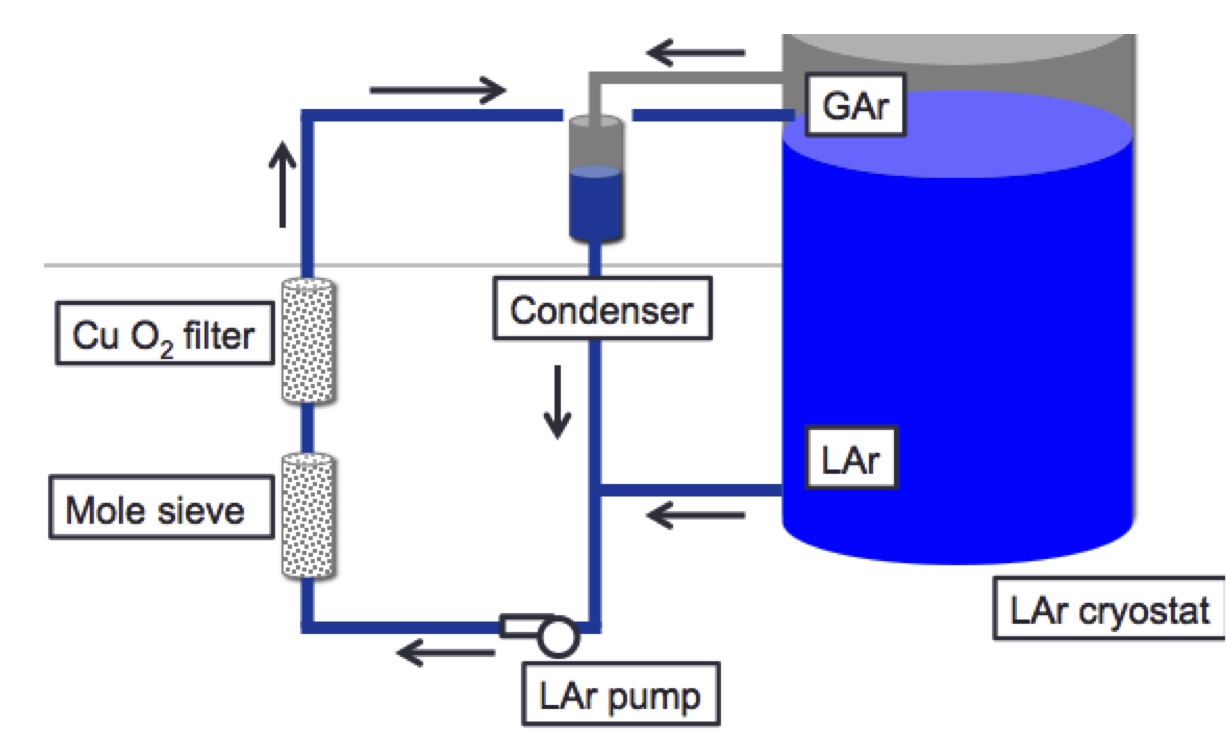 GAr
Condenser
Cu O₂ filter
LAr
Mole sieve
LAr cryostat
LAr pump